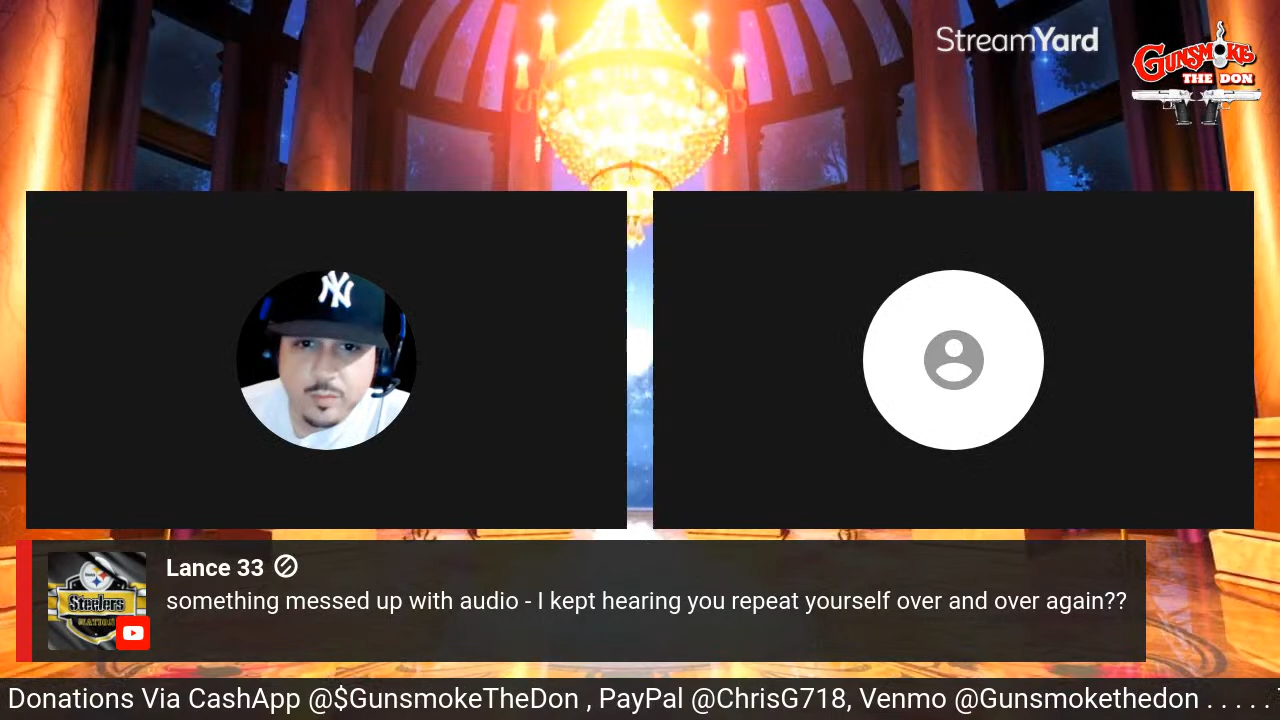 StreamYard
GUNSMOKE
THE DON
NY
Lance 33
something messed up with audio - I kept hearing you repeat yourself over and over again??
Steelers
NATION
Donations Via CashApp @$GunsmokeTheDon , PayPal @ChrisG718, Venmo @Gunsmokethedon . . . . .